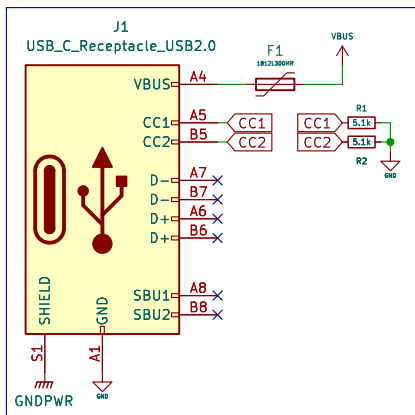 J1
USB_C_Receptacle_USB2.0
F1
1812L300MR
VBUS
VBUS A4
CC1 A5 CC1
CC2 B5 CC2
CC1 5.1k R1
CC2 5.1k R2
GND
D- A7
D- B7
D+ A6
D+ B6
SBU1 A8
SBU2 B8
SHIELD
GND
S1
A1
GNDPWR
GND